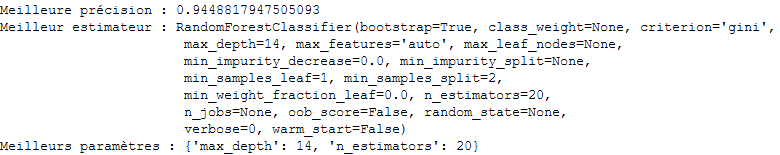 Meilleure précision : 0.9448817947505093
Meilleur estimateur : RandomForestClassifier(bootstrap=True, class_weight=None, criterion='gini',
max_depth=14, max_features='auto', max_leaf_nodes=None,
min_impurity_decrease=0.0, min_impurity_split=None,
min_samples_leaf=1, min_samples_split=2,
min_weight_fraction_leaf=0.0, n_estimators=20,
n_jobs=None, oob_score=False, random_state=None,
verbose=0, warm_start=False)
Meilleurs paramètres : {'max_depth': 14, 'n_estimators': 20}